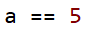 a == 5